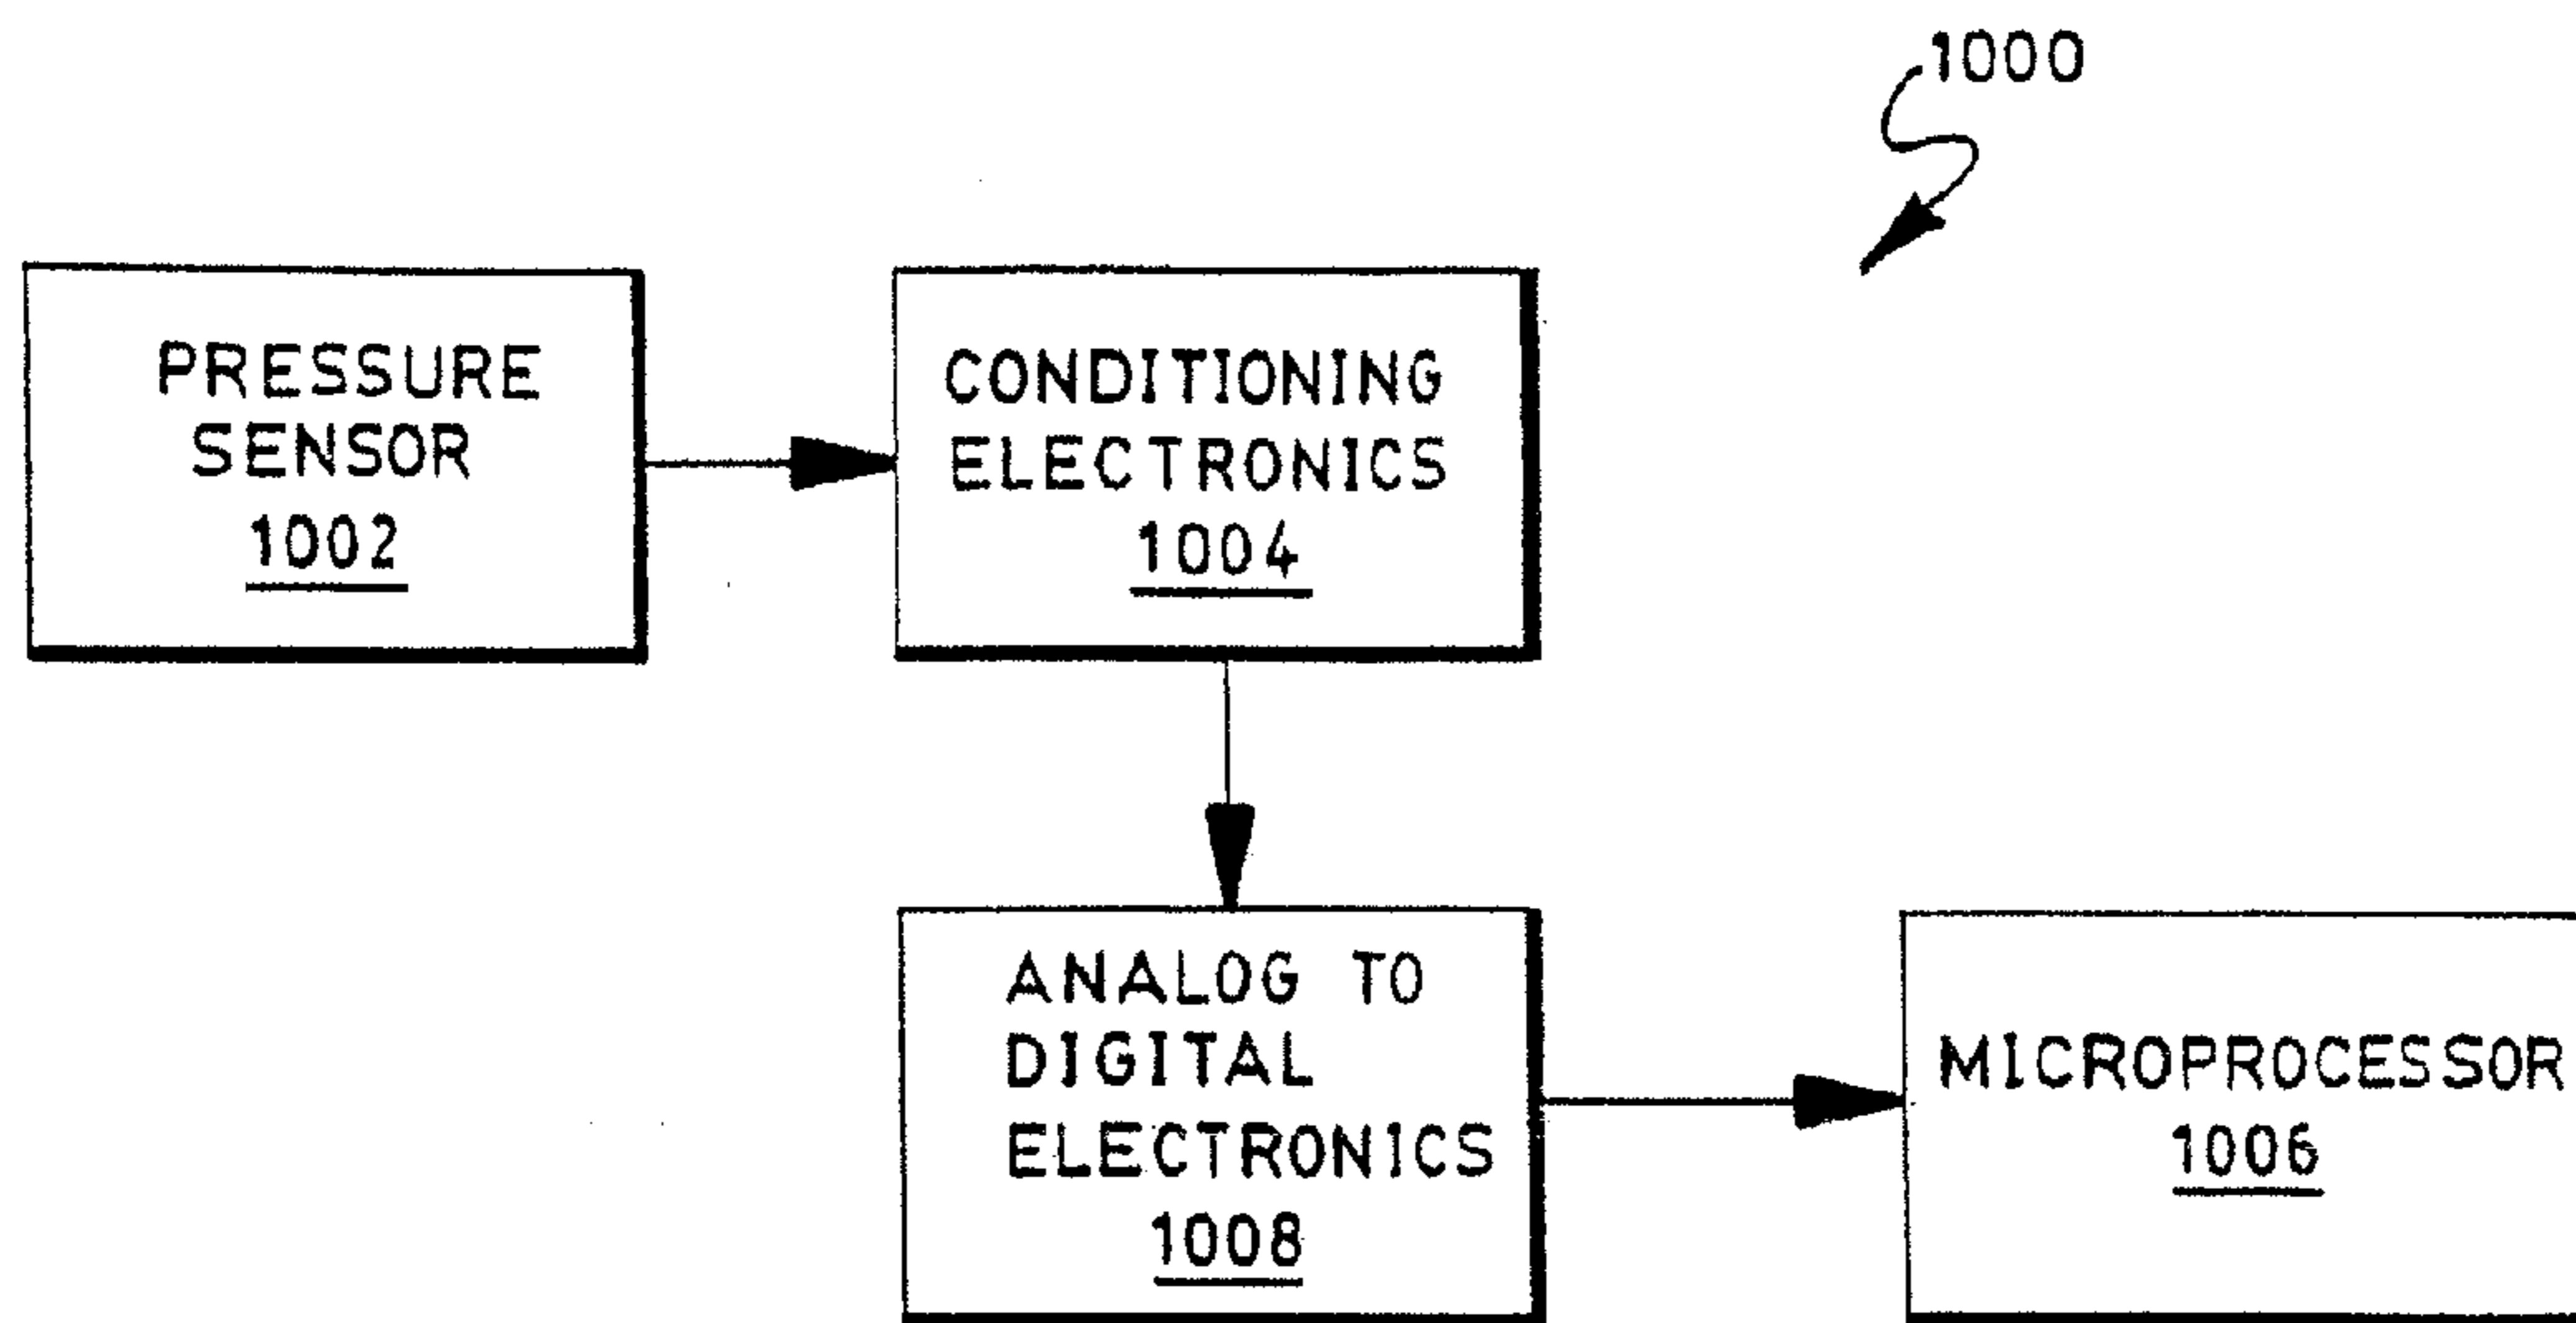 1000
PRESSURE
SENSOR
1002
CONDITIONING
ELECTRONICS
1004
ANALOG TO
DIGITAL
ELECTRONICS
1008
MICROPROCESSOR
1006